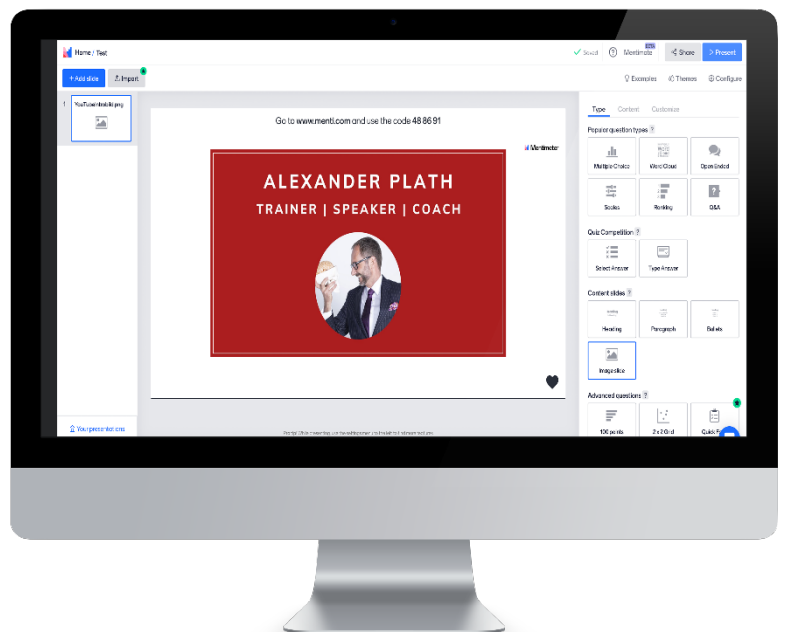 Home / Test
Saved
Mentimete
Share
Present
+ Add slide
Import
Examples
Themes
Configure
1
Go to www.menti.com and use the code 48 86 91
Mentimeter
ALEXANDER PLATH
TRAINER | SPEAKER | COACH
Your presentations
Type
Content
Customize
Popular question types ?
Multiple Choice
Word Cloud
Open Ended
Scales
Ranking
Q&A
Quiz Competition ?
Select Answer
Type Answer
Content slides ?
Heading
Paragraph
Bullets
Image slide
Advanced questions ?
100 points
2 x 2 Grid
Quick F